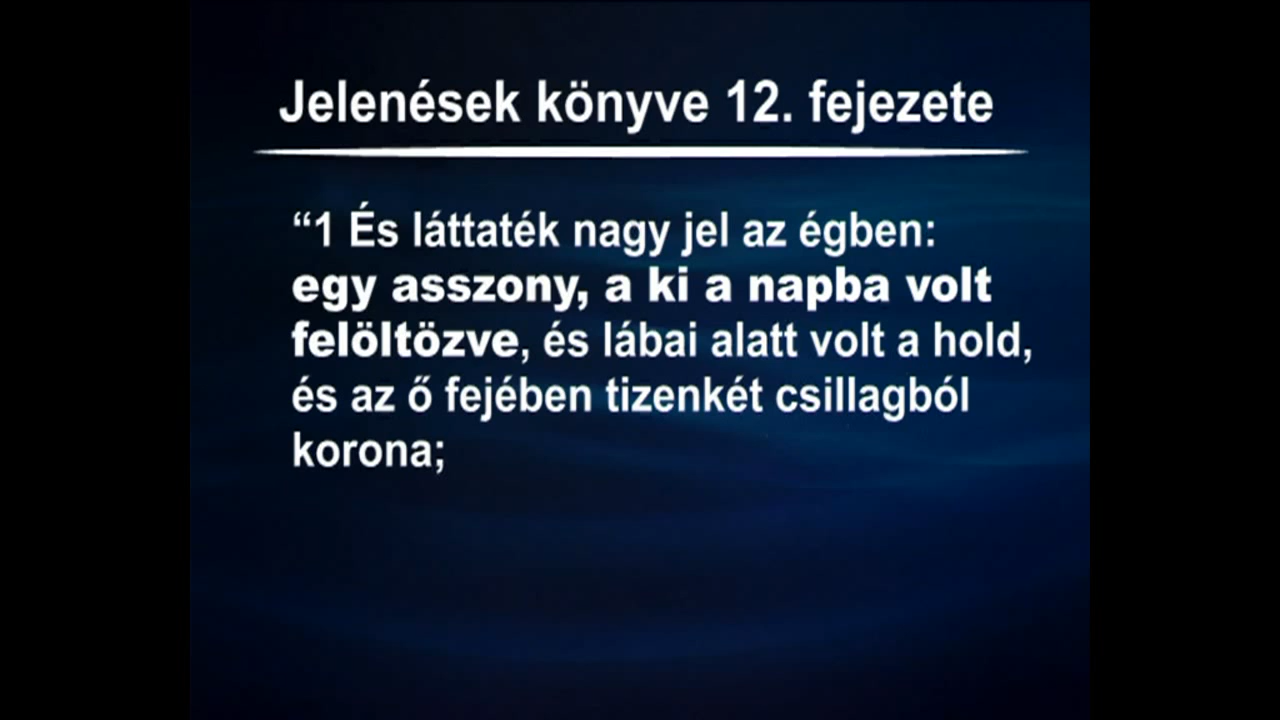 Jelenések könyve 12. fejezete
“1 És láttaték nagy jel az égben:
egy asszony, a ki a napba volt
felöltözve, és lábai alatt volt a hold,
és az ő fejében tizenkét csillagból
korona;